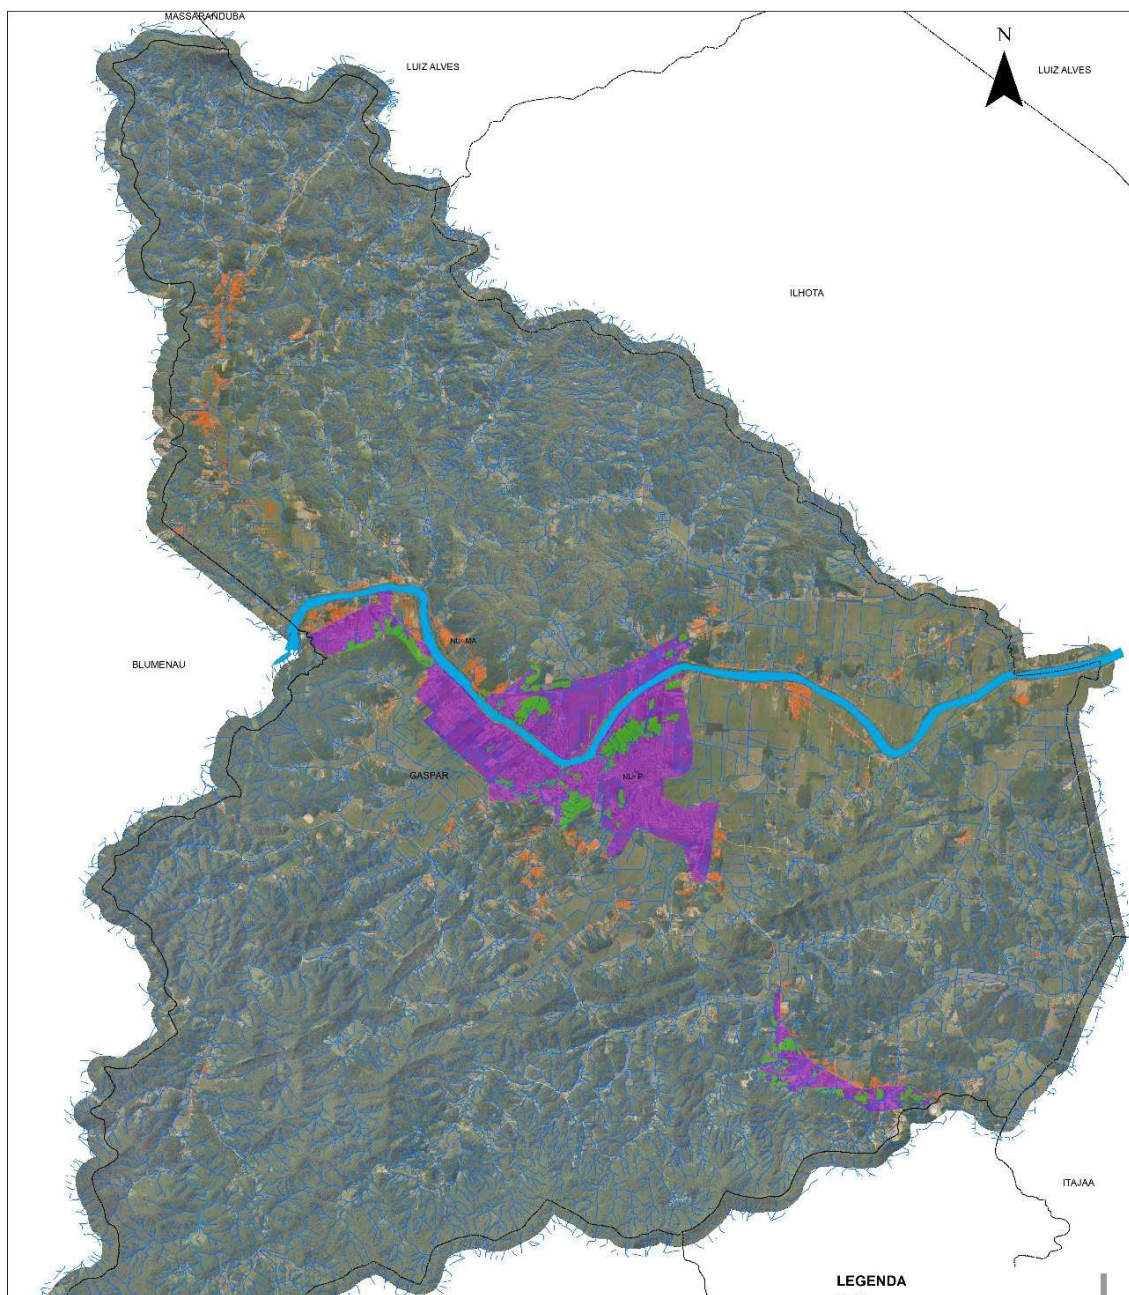 MASSARANDUBA
LUIZ ALVES
N
LUIZ ALVES
ILHOTA
BLUMENAU
GASPAR
ITAJAA
LEGENDA